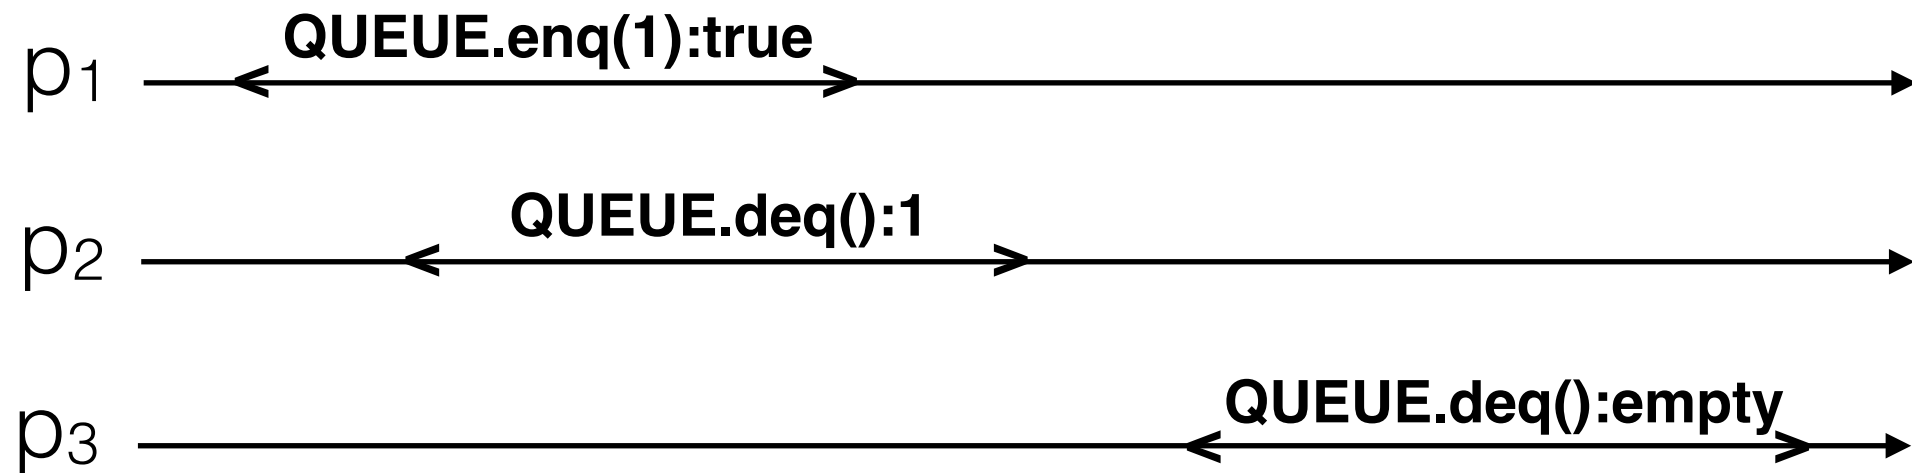 QUEUE.enq(1):true
p1
QUEUE.deq():1
p2
QUEUE.deq():empty
p3